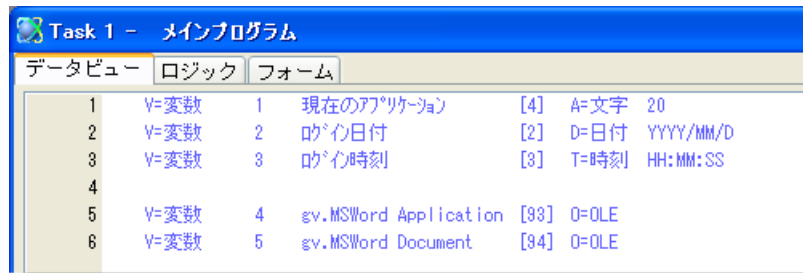 Task 1 - メインプログラム
データビュー ロジック フォーム
1 V=変数 1 現在のｱﾌﾟﾘｹｰｼｮﾝ [4] A=文字 20
2 V=変数 2 ﾛｸﾞｲﾝ日付 [2] D=日付 YYYY/MM/D
3 V=変数 3 ﾛｸﾞｲﾝ時刻 [3] T=時刻 HH:MM:SS
4
5 V=変数 4 gv.MSWord Application [93] O=OLE
6 V=変数 5 gv.MSWord Document [94] O=OLE